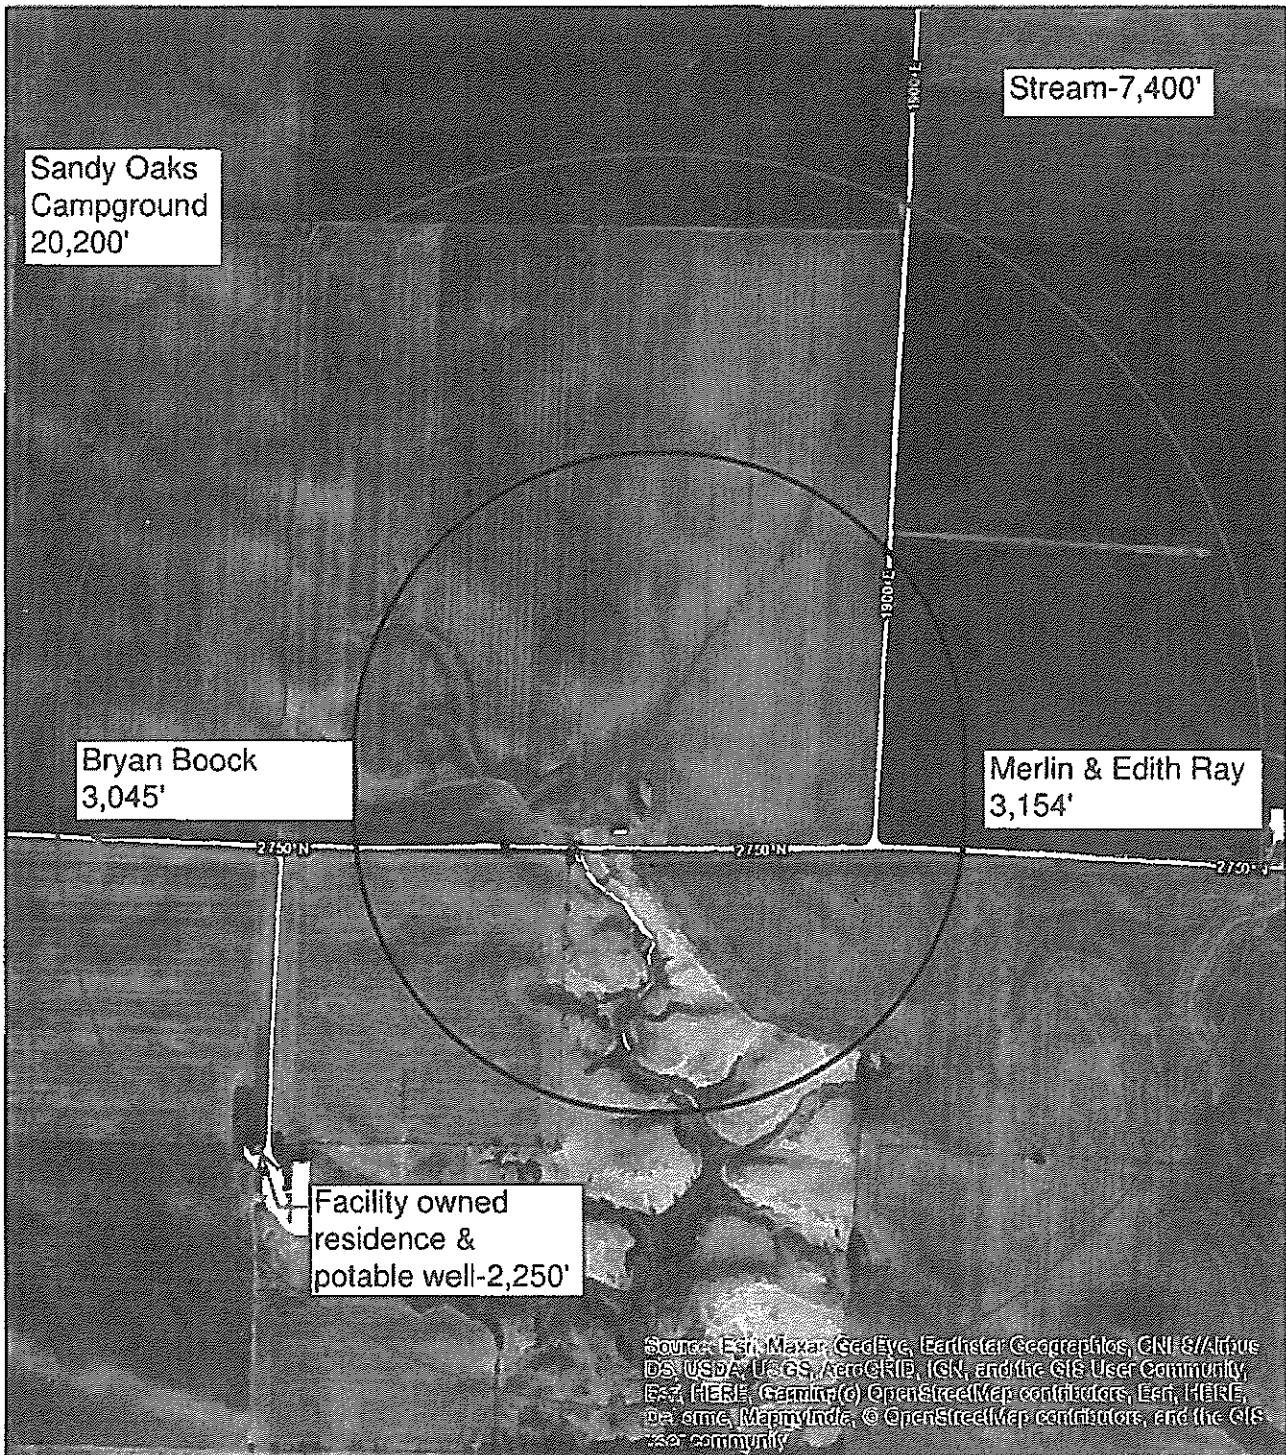 1900 E
Stream-7,400'
Sandy Oaks
Campground
20,200'
1900 E
Bryan Boock
3,045'
Merlin & Edith Ray
3,154'
2750 N
2750 N
2750
Facility owned
residence &
potable well-2,250'
Source: Esri, Maxar, GeoEye, Earthstar Geographics, CNES/Airbus
DS, USDA, USGS, AeroGRID, IGN, and the GIS User Community,
Esri, HERE, Garmin, (c) OpenStreetMap contributors, Esri, HERE,
DeLorme, MapmyIndia, © OpenStreetMap contributors, and the GIS
user community